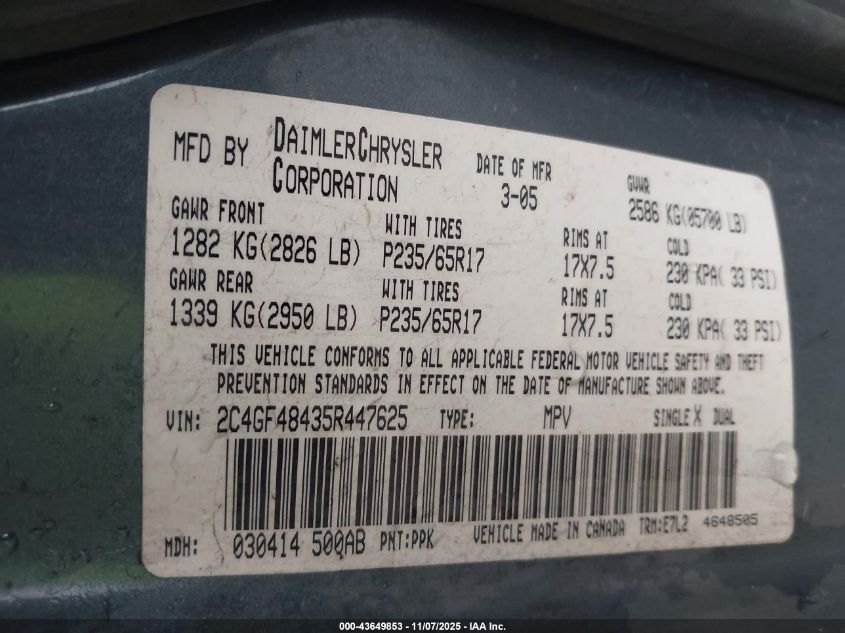 MFD BY DAIMLERCHRYSLER CORPORATION DATE OF MFR 3-05 GVWR 2586 KG(05700 LB)
GAWR FRONT WITH TIRES RIMS AT COLD
1282 KG(2826 LB) P235/65R17 17X7.5 230 KPA( 33 PSI)
GAWR REAR WITH TIRES RIMS AT COLD
1339 KG(2950 LB) P235/65R17 17X7.5 230 KPA( 33 PSI)
THIS VEHICLE CONFORMS TO ALL APPLICABLE FEDERAL MOTOR VEHICLE SAFETY AND THEFT
PREVENTION STANDARDS IN EFFECT ON THE DATE OF MANUFACTURE SHOWN ABOVE.
VIN: 2C4GF48435R447625 TYPE: MPV SINGLE X DUAL
MDH: 030414 500AB PNT:PPK VEHICLE MADE IN CANADA TRM:E7L2 4648505
000-43649853 - 11/07/2025 - IAA Inc.